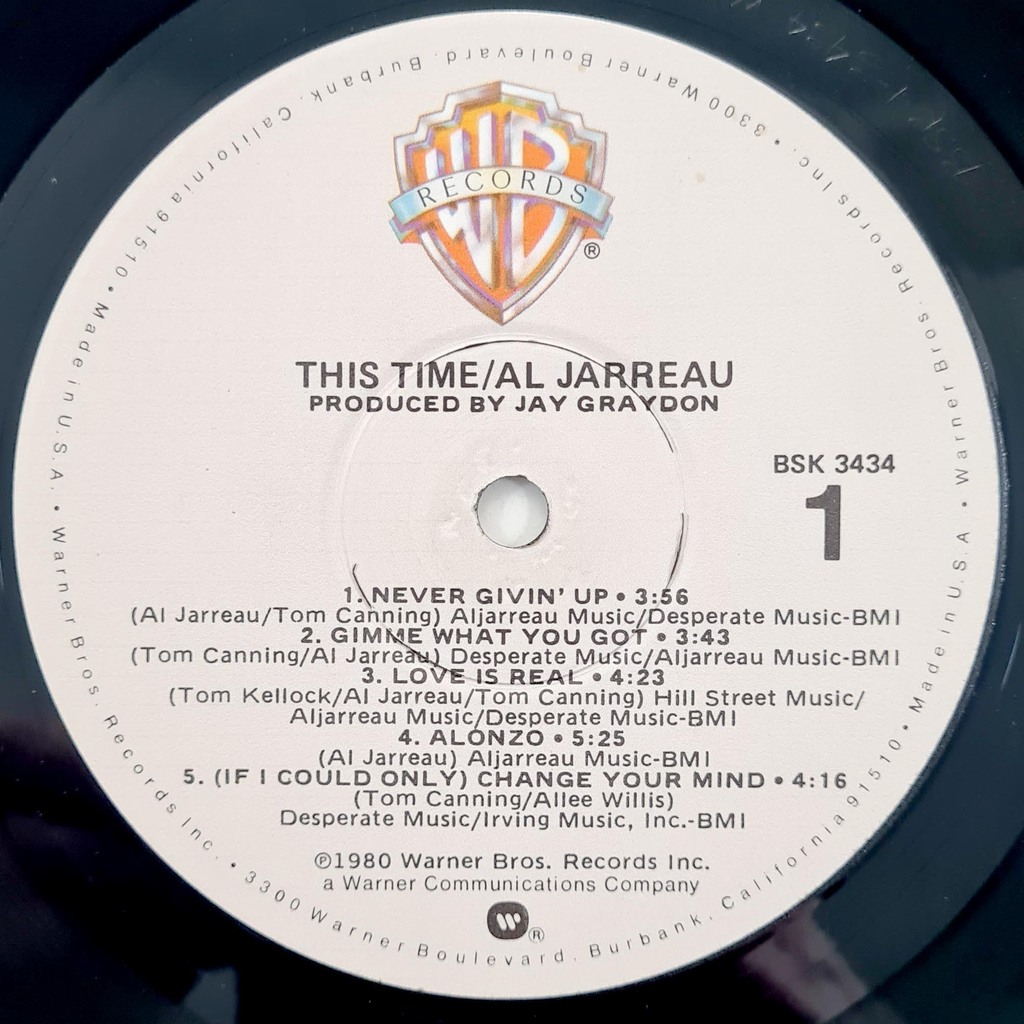 WB
RECORDS
®
THIS TIME/AL JARREAU
PRODUCED BY JAY GRAYDON
BSK 3434
1
1. NEVER GIVIN' UP • 3:56
(Al Jarreau/Tom Canning) Aljarreau Music/Desperate Music-BMI
2. GIMME WHAT YOU GOT • 3:43
(Tom Canning/Al Jarreau) Desperate Music/Aljarreau Music-BMI
3. LOVE IS REAL • 4:23
(Tom Kellock/Al Jarreau/Tom Canning) Hill Street Music/
Aljarreau Music/Desperate Music-BMI
4. ALONZO • 5:25
(Al Jarreau) Aljarreau Music-BMI
5. (IF I COULD ONLY) CHANGE YOUR MIND • 4:16
(Tom Canning/Allee Willis)
Desperate Music/Irving Music, Inc.-BMI
℗1980 Warner Bros. Records Inc.
a Warner Communications Company
®
Warner Bros. Records Inc. • 3300 Warner Boulevard, Burbank, California 91510 • Made in U.S.A. • Warner Bros. Records Inc. • 3300 Warner Boulevard, Burbank, California 91510 • Made in U.S.A •